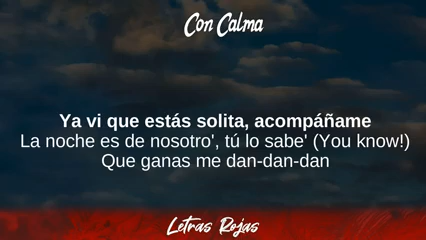 Con Calma
Ya vi que estás solita, acompáñame
La noche es de nosotro', tú lo sabe' (You know!)
Que ganas me dan-dan-dan
Letras Rojas